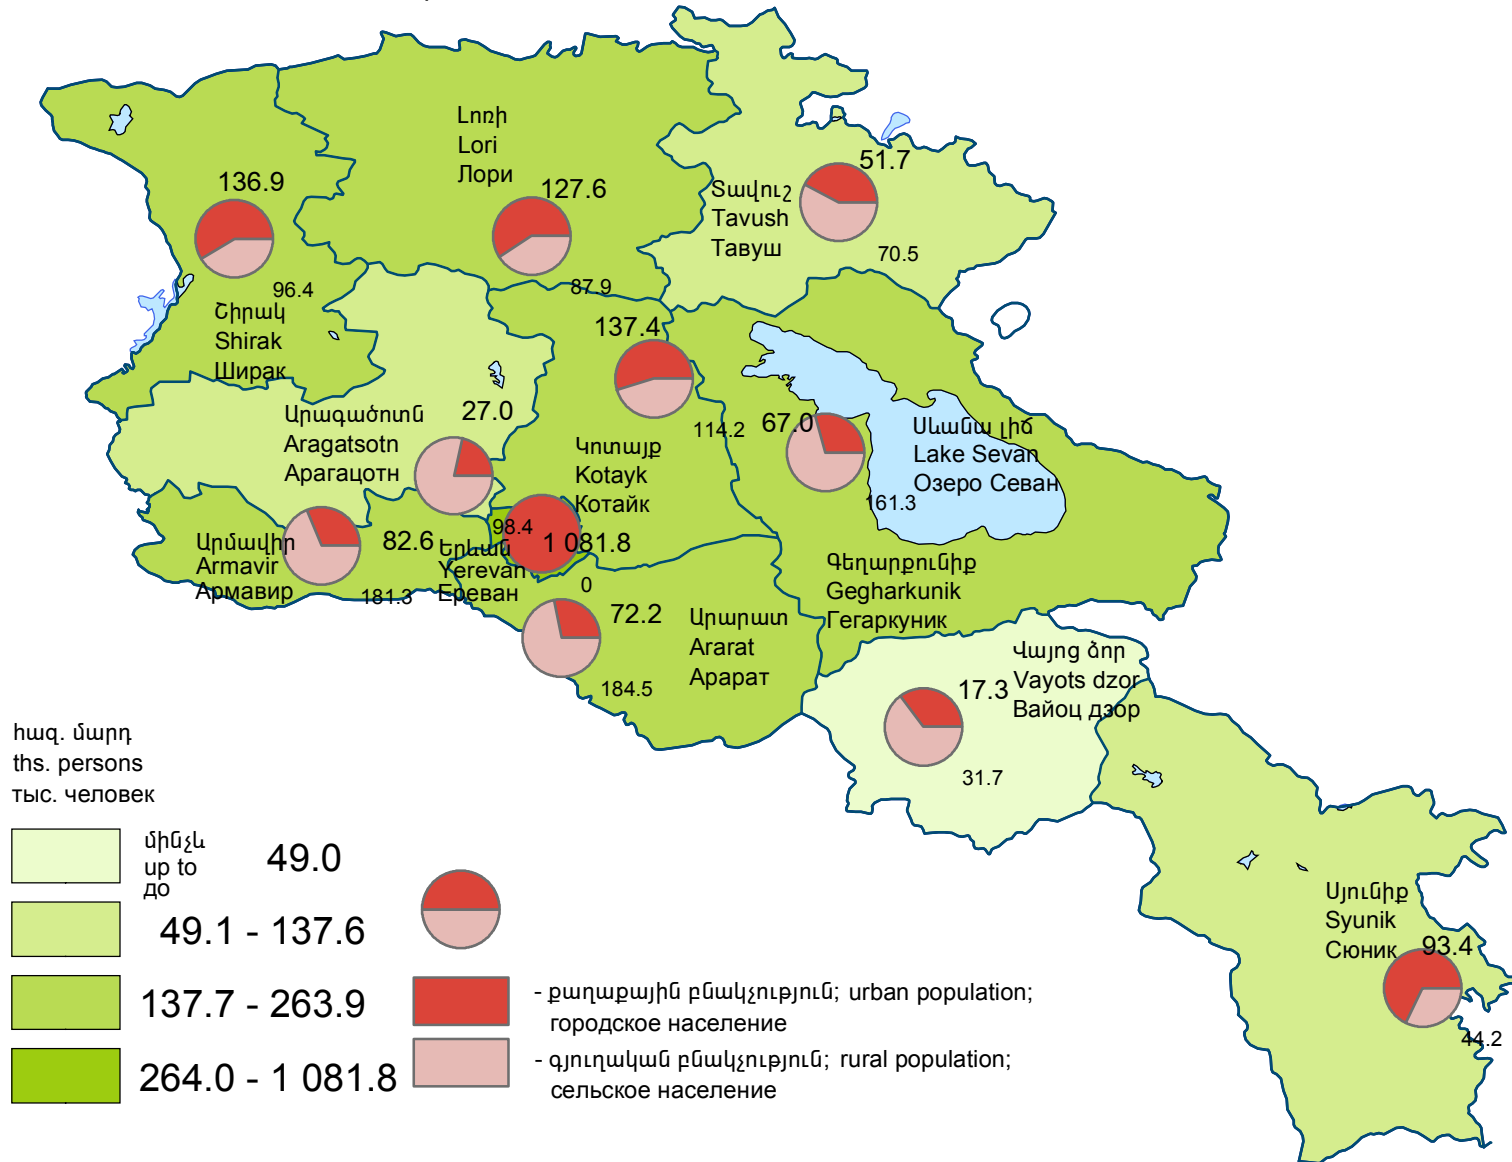 Լոռի
Lori
Лори
127.6
87.9
136.9
96.4
Շիրակ
Shirak
Ширак
51.7
Տավուշ
Tavush
Тавуш
70.5
137.4
114.2
Կոտայք
Kotayk
Котайк
27.0
Արագածոտն
Aragatsotn
Арагацотн
98.4
67.0
161.3
Սևանա լիճ
Lake Sevan
Озеро Севан
Գեղարքունիք
Gegharkunik
Гегаркуник
Արմավիր
Armavir
Армавир
82.6
181.3
Երևան
Yerevan
Ереван
1 081.8
0
72.2
184.5
Արարատ
Ararat
Арарат
Վայոց ձոր
Vayots dzor
Вайоц дзор
17.3
31.7
Սյունիք
Syunik
Сюник
93.4
44.2
հազ. մարդ
ths. persons
тыс. человек
մինչև
up to
до
49.0
49.1 - 137.6
137.7 - 263.9
264.0 - 1 081.8
- քաղաքային բնակչություն; urban population;
городское население
- գյուղական բնակչություն; rural population;
сельское население